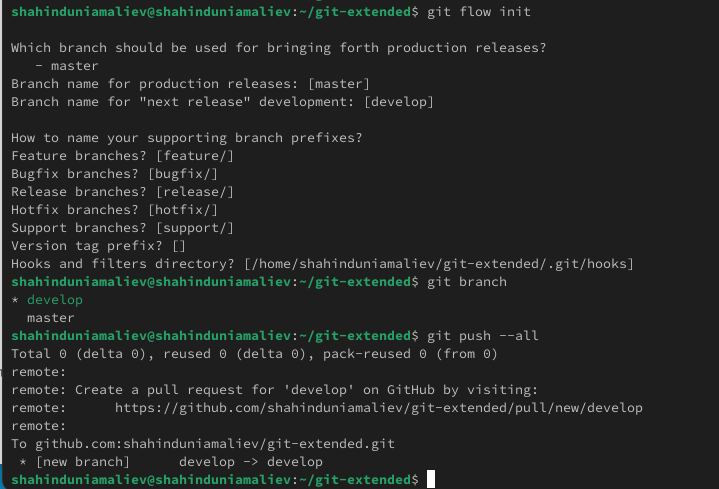 shahinduniamaliev@shahinduniamaliev:~/git-extended$ git flow init

Which branch should be used for bringing forth production releases?
   - master
Branch name for production releases: [master]
Branch name for "next release" development: [develop]

How to name your supporting branch prefixes?
Feature branches? [feature/]
Bugfix branches? [bugfix/]
Release branches? [release/]
Hotfix branches? [hotfix/]
Support branches? [support/]
Version tag prefix? []
Hooks and filters directory? [/home/shahinduniamaliev/git-extended/.git/hooks]
shahinduniamaliev@shahinduniamaliev:~/git-extended$ git branch
* develop
  master
shahinduniamaliev@shahinduniamaliev:~/git-extended$ git push --all
Total 0 (delta 0), reused 0 (delta 0), pack-reused 0 (from 0)
remote:
remote: Create a pull request for 'develop' on GitHub by visiting:
remote:      https://github.com/shahinduniamaliev/git-extended/pull/new/develop
remote:
To github.com:shahinduniamaliev/git-extended.git
 * [new branch]      develop -> develop
shahinduniamaliev@shahinduniamaliev:~/git-extended$